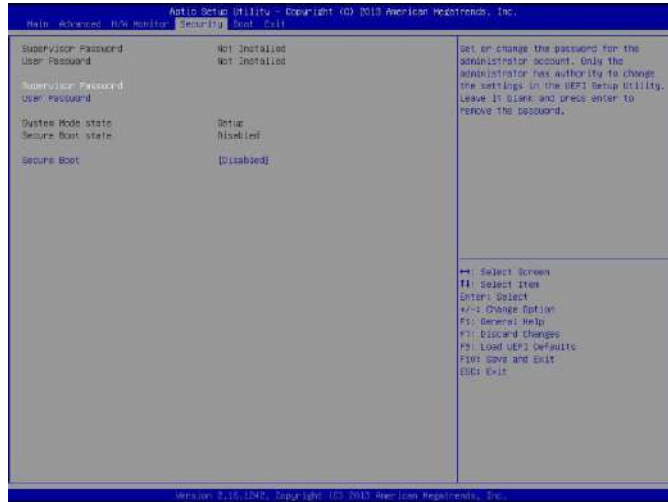 Aptio Setup Utility - Copyright (C) 2013 American Megatrends, Inc.
Main Advanced H/W Monitor Security Boot Exit
Supervisor Password Not Installed
User Password Not Installed
Supervisor Password
User Password
System Mode state Setup
Secure Boot state Disabled
Secure Boot [Disabled]
Set or change the password for the
administrator account. Only the
administrator has authority to change
the settings in the UEFI Setup Utility.
Leave it blank and press enter to
remove the password.
↔: Select Screen
↑↓: Select Item
Enter: Select
+/-: Change Option
F1: General Help
F7: Discard Changes
F9: Load UEFI Defaults
F10: Save and Exit
ESC: Exit
Version 2.16.1242. Copyright (C) 2013 American Megatrends, Inc.